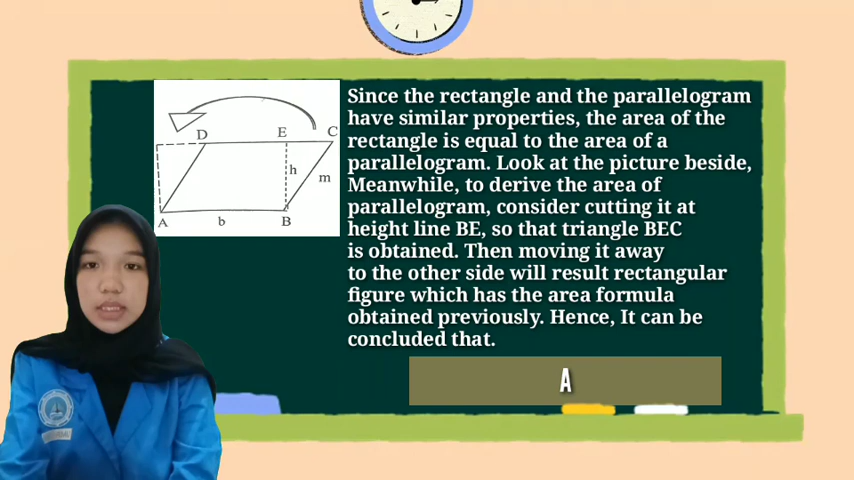 Since the rectangle and the parallelogram
have similar properties, the area of the
rectangle is equal to the area of a
parallelogram. Look at the picture beside,
Meanwhile, to derive the area of
parallelogram, consider cutting it at
height line BE, so that triangle BEC
is obtained. Then moving it away
to the other side will result rectangular
figure which has the area formula
obtained previously. Hence, It can be
concluded that.
D E C
h
m
A b B
A